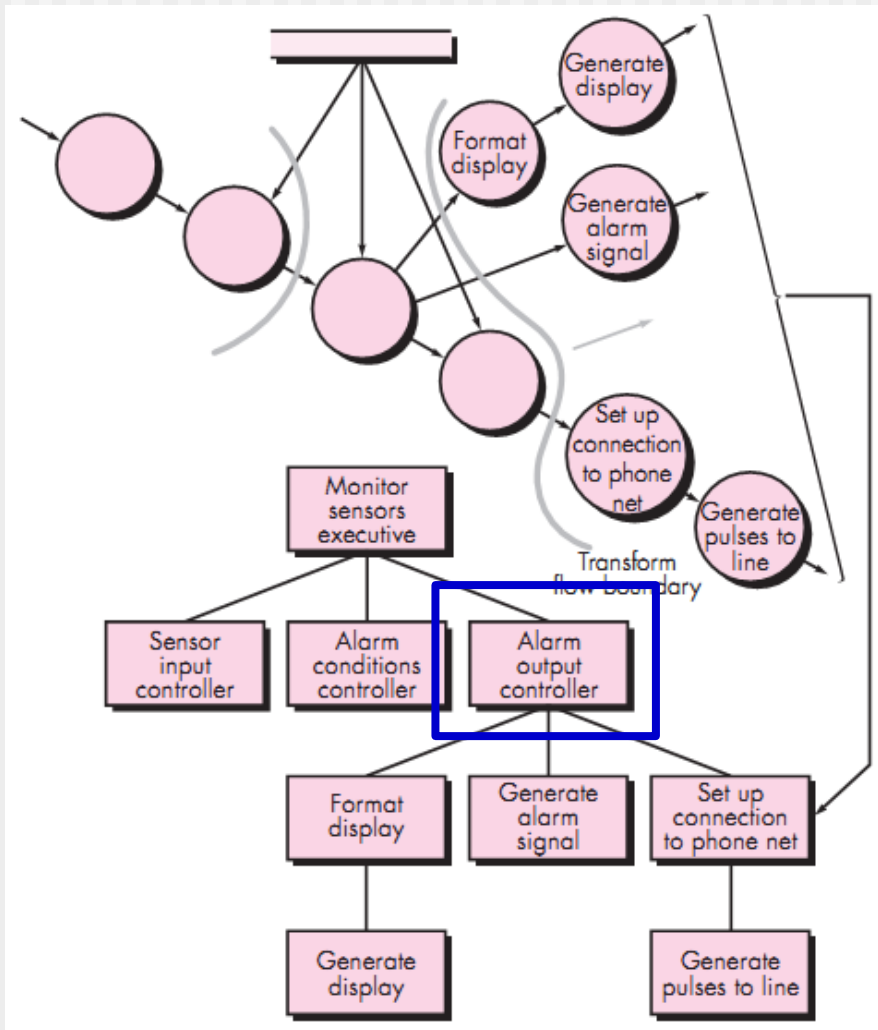 Generate
display
Format
display
Generate
alarm
signal
Set up
connection
to phone
net
Generate
pulses to
line
Transform
flow boundary
Monitor
sensors
executive
Sensor
input
controller
Alarm
conditions
controller
Alarm
output
controller
Format
display
Generate
alarm
signal
Set up
connection
to phone net
Generate
display
Generate
pulses to line